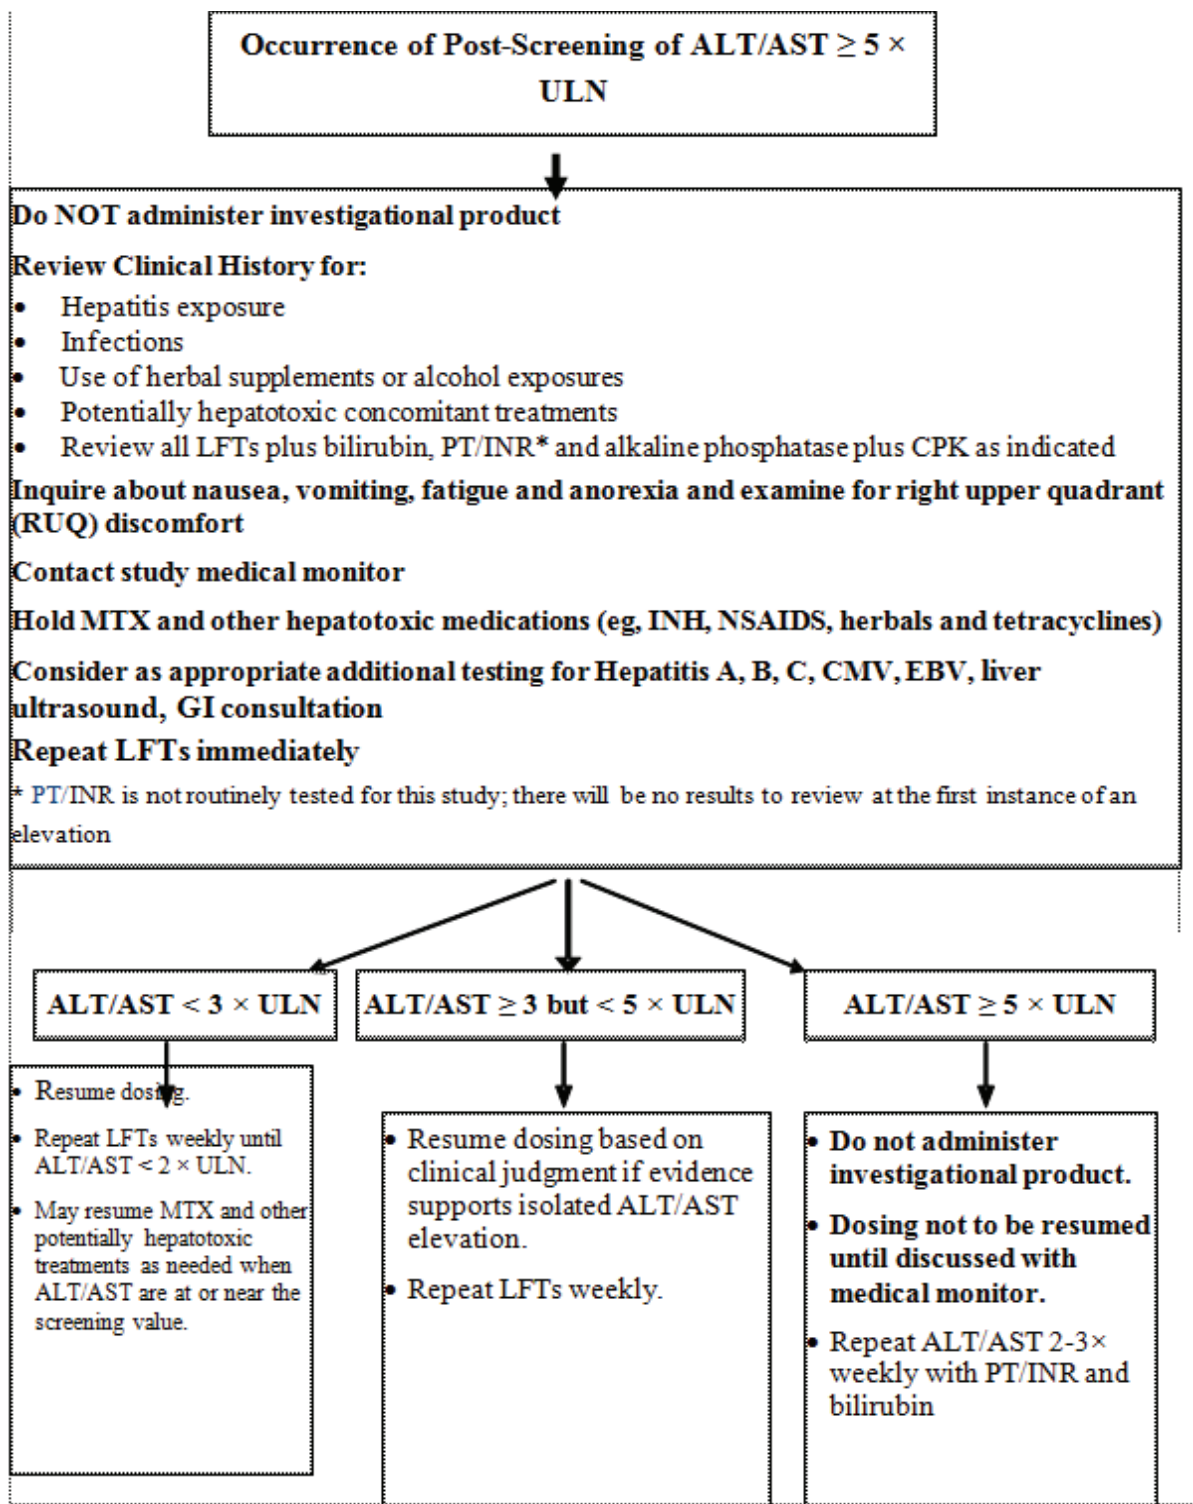 Occurrence of Post-Screening of ALT/AST ≥ 5 ×
ULN
Do NOT administer investigational product
Review Clinical History for:
• Hepatitis exposure
• Infections
• Use of herbal supplements or alcohol exposures
• Potentially hepatotoxic concomitant treatments
• Review all LFTs plus bilirubin, PT/INR* and alkaline phosphatase plus CPK as indicated
Inquire about nausea, vomiting, fatigue and anorexia and examine for right upper quadrant
(RUQ) discomfort
Contact study medical monitor
Hold MTX and other hepatotoxic medications (eg, INH, NSAIDS, herbals and tetracyclines)
Consider as appropriate additional testing for Hepatitis A, B, C, CMV, EBV, liver
ultrasound, GI consultation
Repeat LFTs immediately
* PT/INR is not routinely tested for this study; there will be no results to review at the first instance of an
elevation
ALT/AST < 3 × ULN
• Resume dosing.
• Repeat LFTs weekly until
ALT/AST < 2 × ULN.
• May resume MTX and other
potentially hepatotoxic
treatments as needed when
ALT/AST are at or near the
screening value.
ALT/AST ≥ 3 but < 5 × ULN
• Resume dosing based on
clinical judgment if evidence
supports isolated ALT/AST
elevation.
• Repeat LFTs weekly.
ALT/AST ≥ 5 × ULN
• Do not administer
investigational product.
• Dosing not to be resumed
until discussed with
medical monitor.
• Repeat ALT/AST 2-3×
weekly with PT/INR and
bilirubin